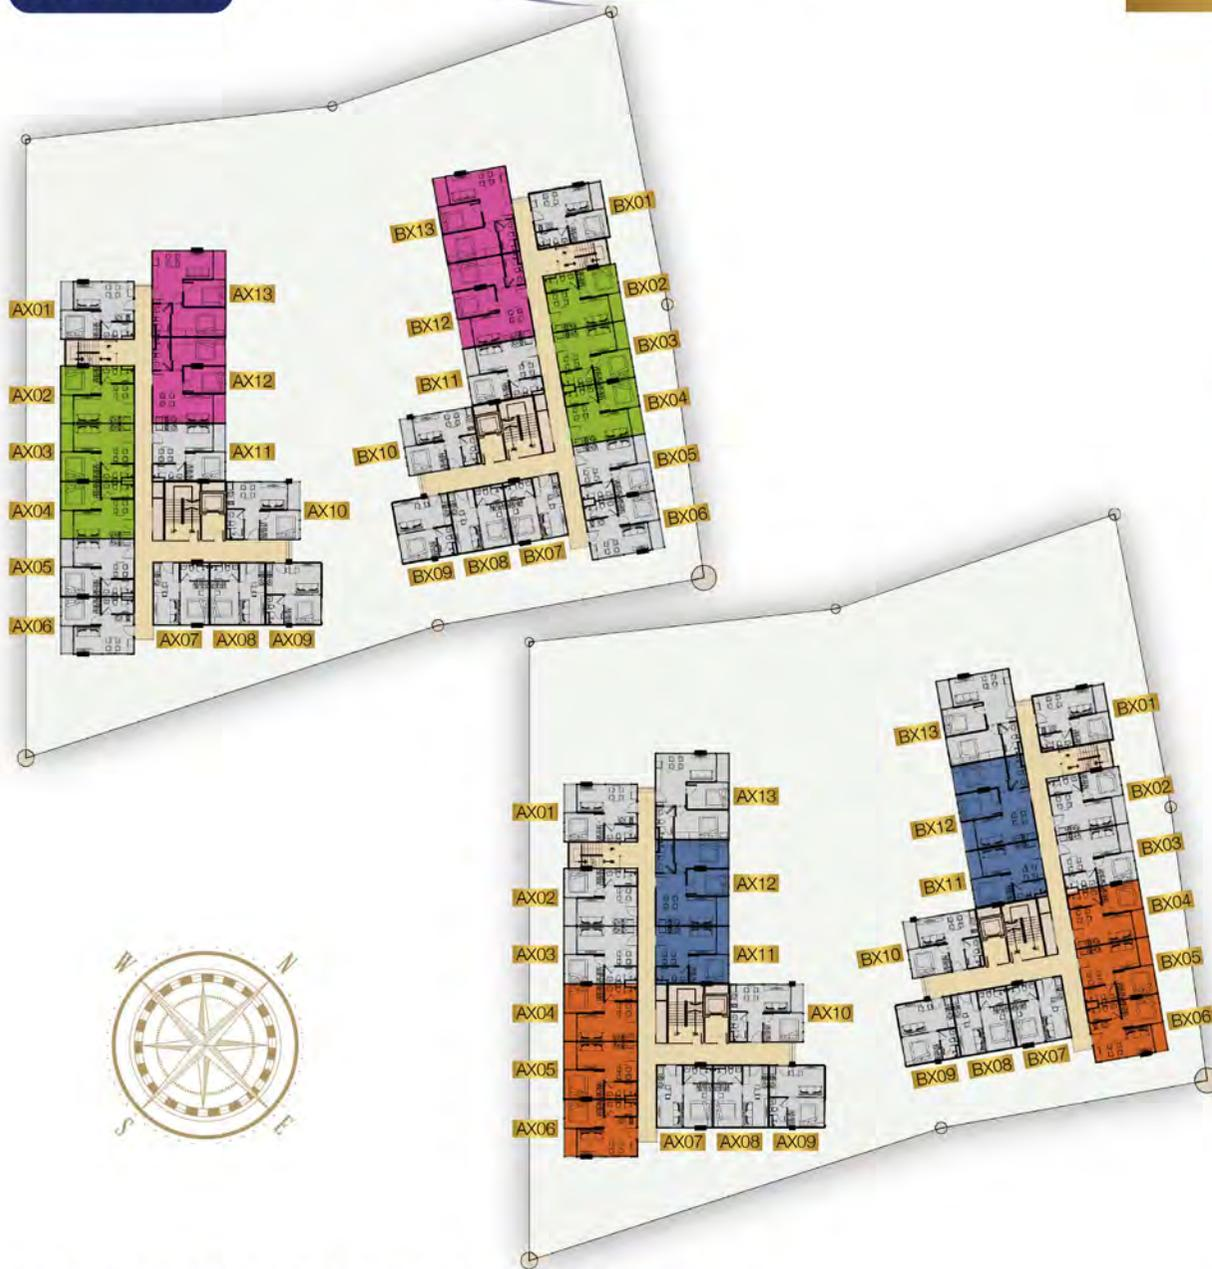 BX01
BX13
BX02
AX13
AX01
BX12
BX03
AX12
BX11
AX02
BX04
AX03
AX11
BX10
BX05
AX04
AX10
BX06
AX05
BX09
BX08
BX07
AX06
AX07
AX08
AX09
BX01
BX13
BX02
AX13
AX01
BX12
BX03
AX12
BX11
AX02
BX04
AX03
AX11
BX10
BX05
AX04
AX10
BX06
AX05
BX09
BX08
BX07
AX06
AX07
AX08
AX09
W
N
S
E